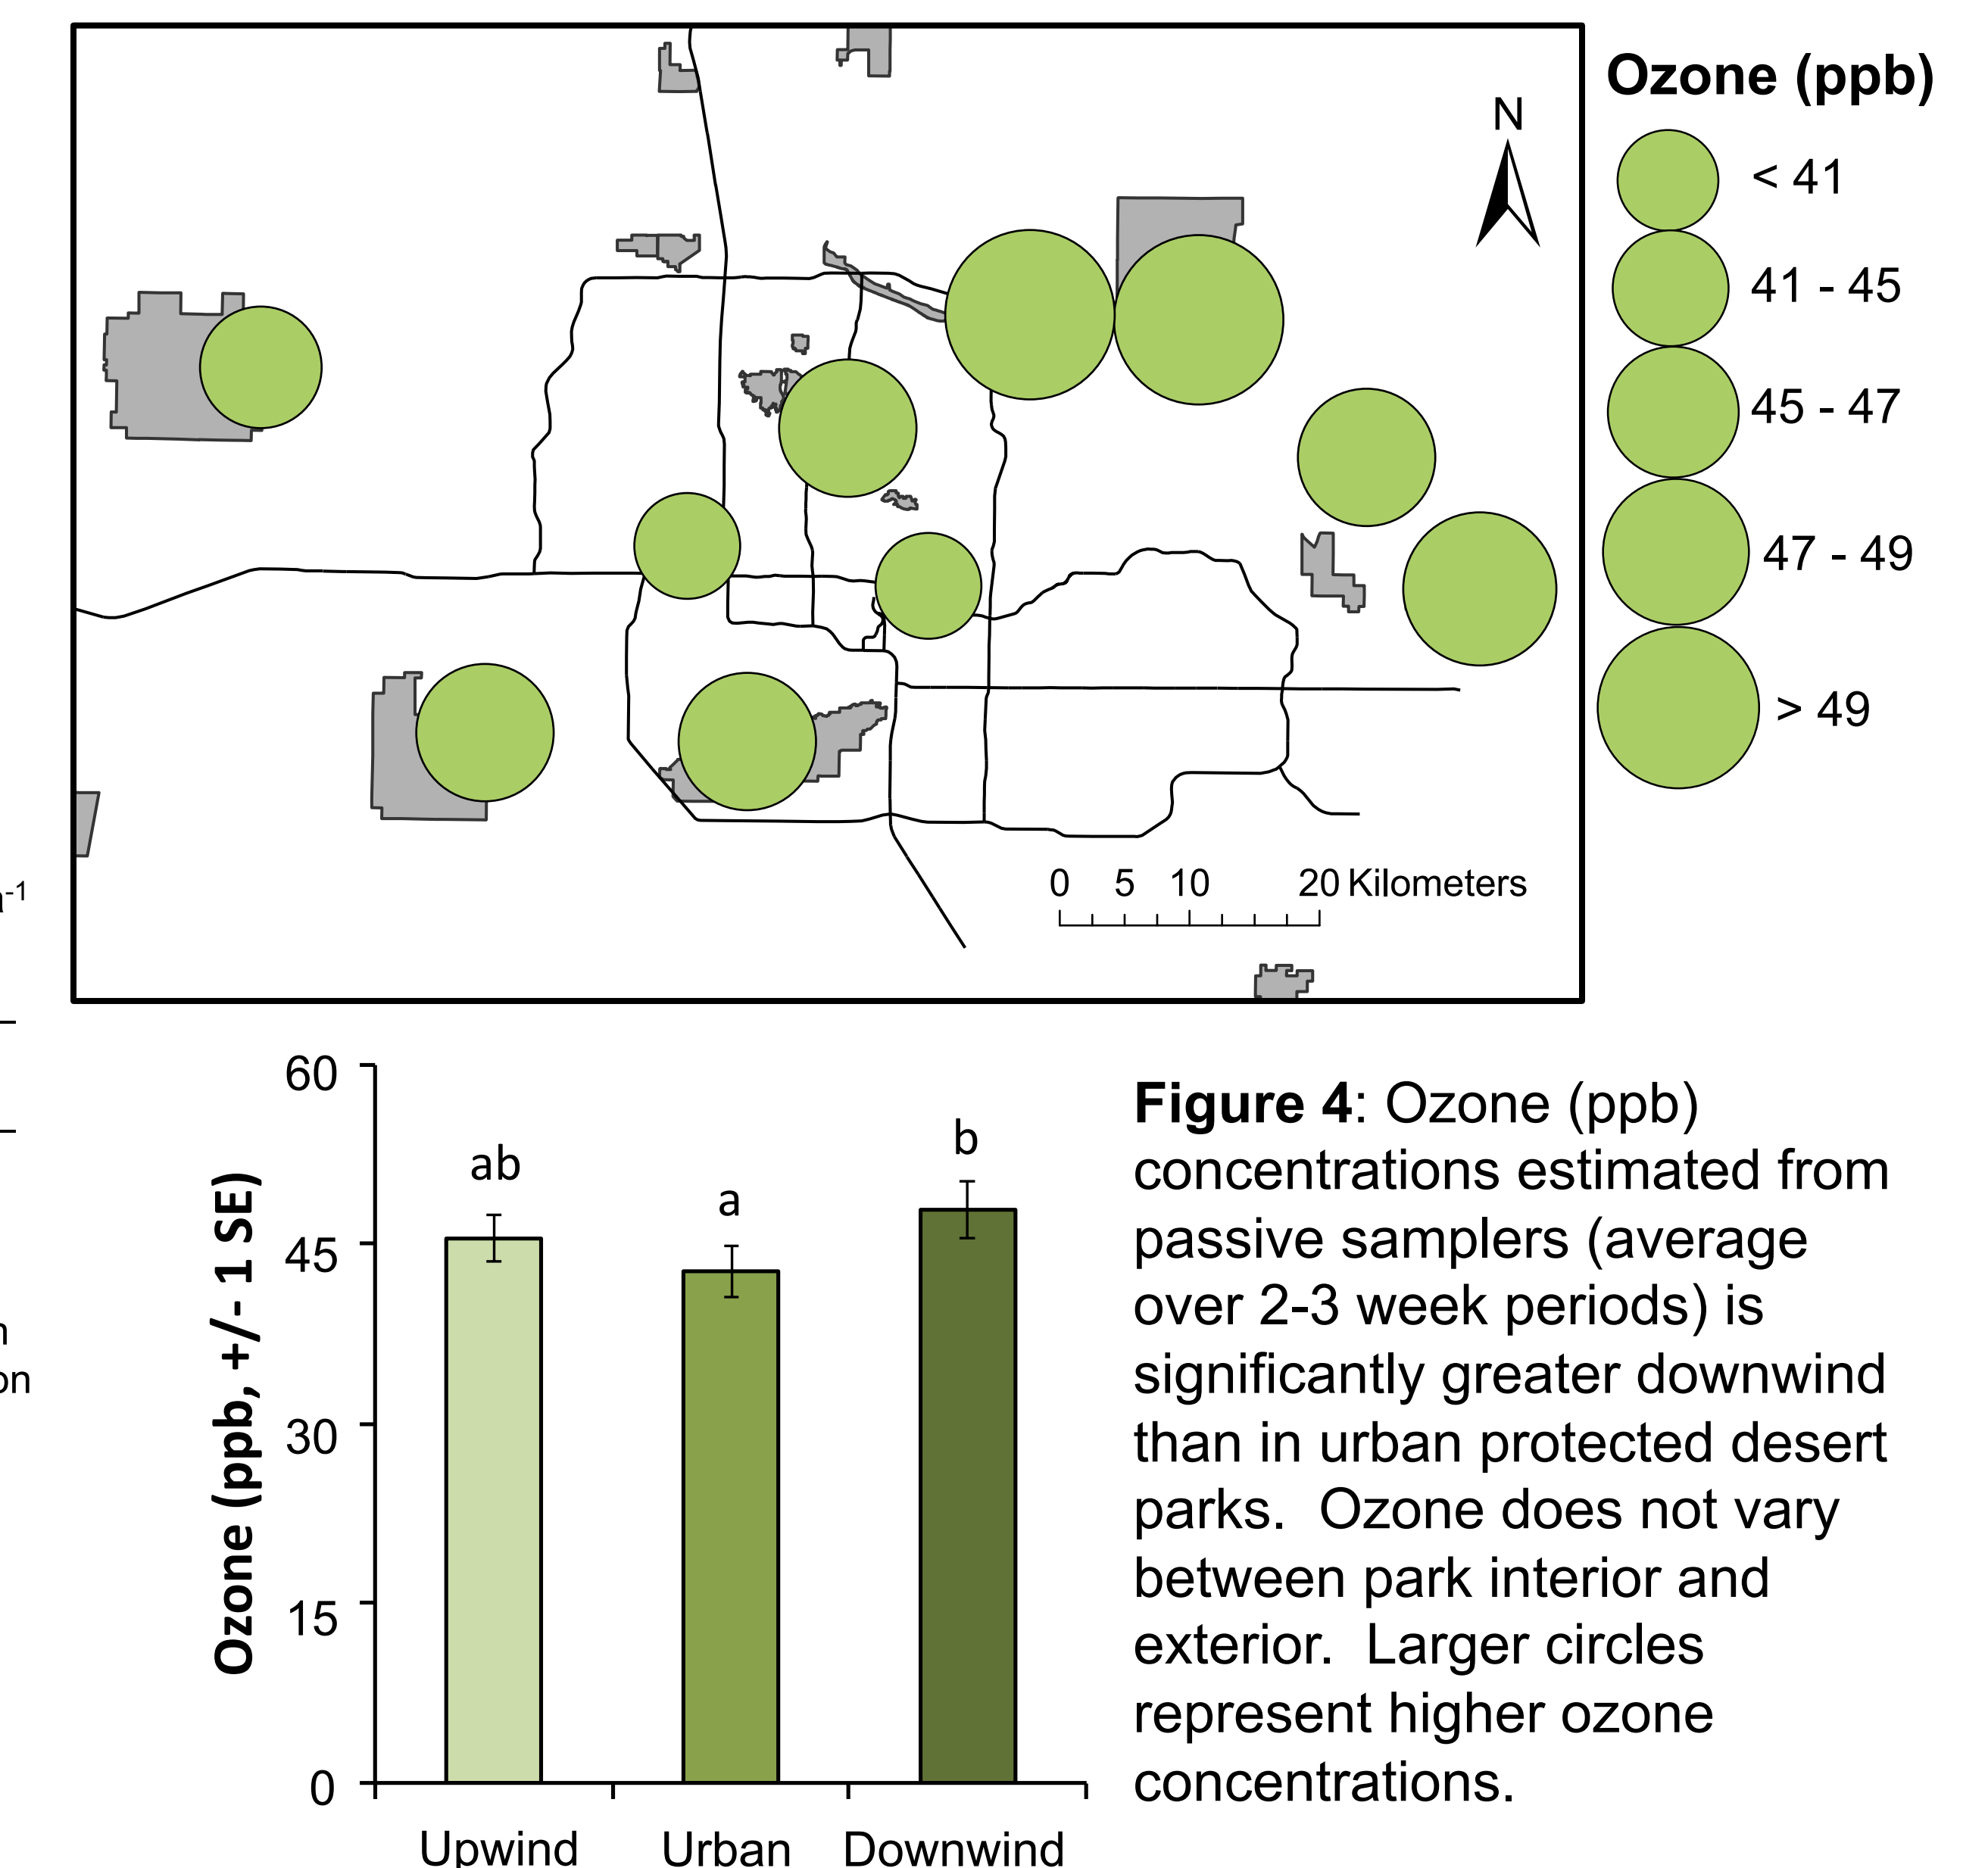 Ozone (ppb)
N
< 41
41 - 45
45 - 47
47 - 49
> 49
0 5 10 20 Kilometers
-1
60
45
30
15
0
Ozone (ppb, +/- 1 SE)
ab
a
b
Upwind Urban Downwind
on
Figure 4: Ozone (ppb)
concentrations estimated from
passive samplers (average
over 2-3 week periods) is
significantly greater downwind
than in urban protected desert
parks.  Ozone does not vary
between park interior and
exterior.  Larger circles
represent higher ozone
concentrations.